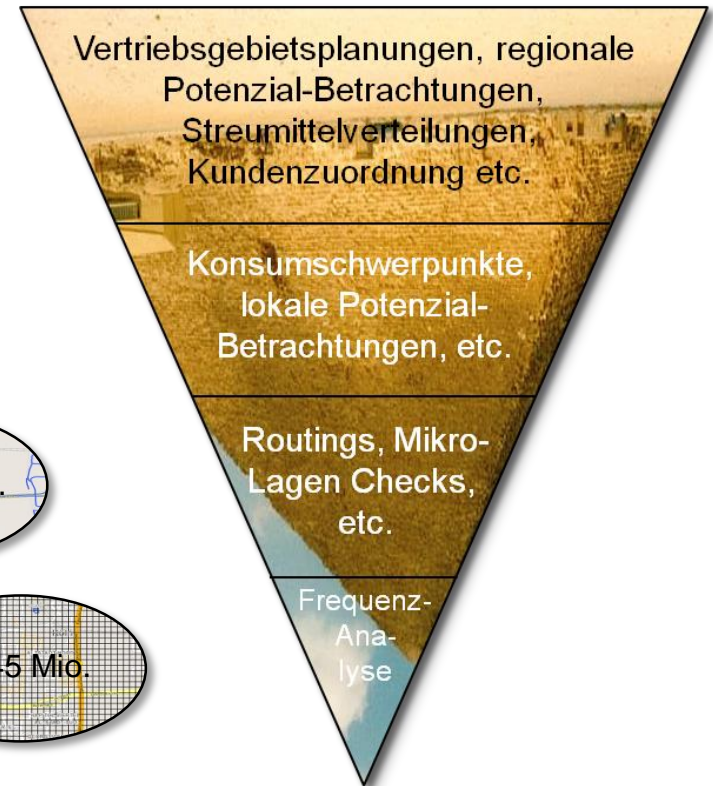 Vertriebsgebietsplanungen, regionale
Potenzial-Betrachtungen,
Streumittelverteilungen,
Kundenzuordnung etc.
Konsumschwerpunkte,
lokale Potenzial-
Betrachtungen, etc.
Routings, Mikro-
Lagen Checks,
etc.
Frequenz-
Ana-
lyse
5 Mio.